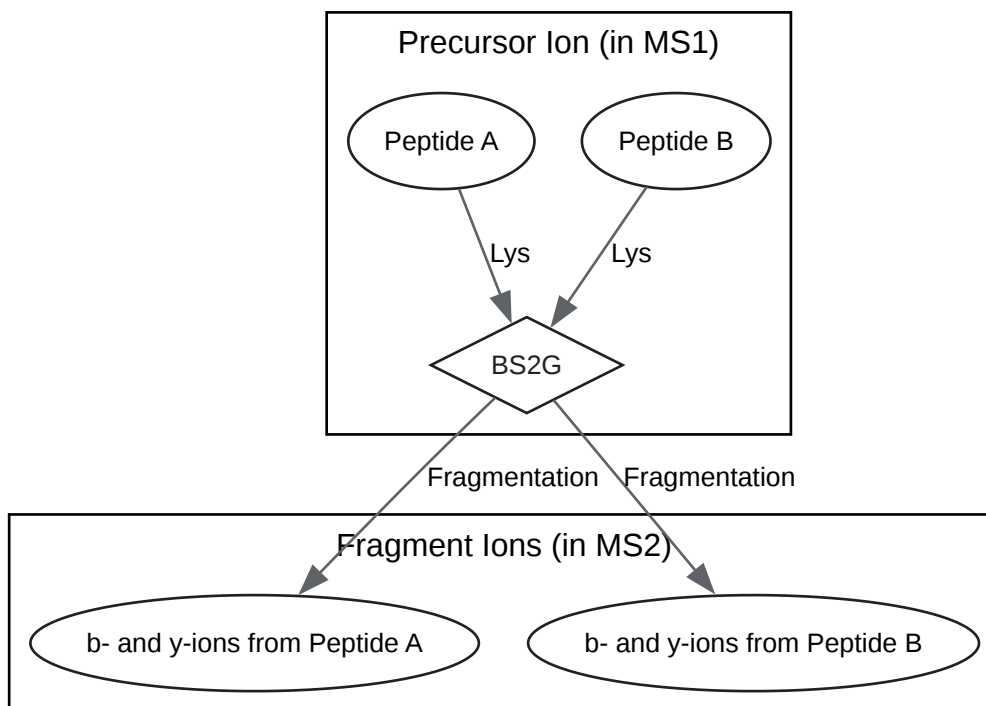 Precursor Ion (in MS1)
Peptide A
Peptide B
Lys
Lys
BS2G
Fragmentation
Fragmentation
Fragment Ions (in MS2)
b- and y-ions from Peptide A
b- and y-ions from Peptide B